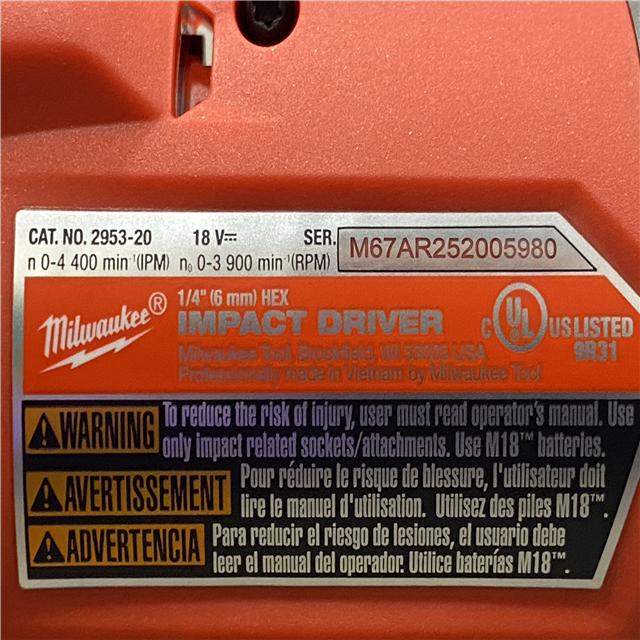 CAT. NO. 2953-20 18 V⎓ SER. M67AR252005980
n 0-4 400 min⁻¹(IPM) n₀ 0-3 900 min⁻¹(RPM)
Milwaukee®
1/4" (6 mm) HEX
IMPACT DRIVER
Milwaukee Tool, Brookfield, WI 53005 USA
Professionally made in Vietnam by Milwaukee Tool
C UL US LISTED
9B31
WARNING To reduce the risk of injury, user must read operator's manual. Use
only impact related sockets/attachments. Use M18™ batteries.
AVERTISSEMENT Pour réduire le risque de blessure, l'utilisateur doit
lire le manuel d'utilisation. Utilisez des piles M18™.
ADVERTENCIA Para reducir el riesgo de lesiones, el usuario debe
leer el manual del operador. Utilice baterías M18™.